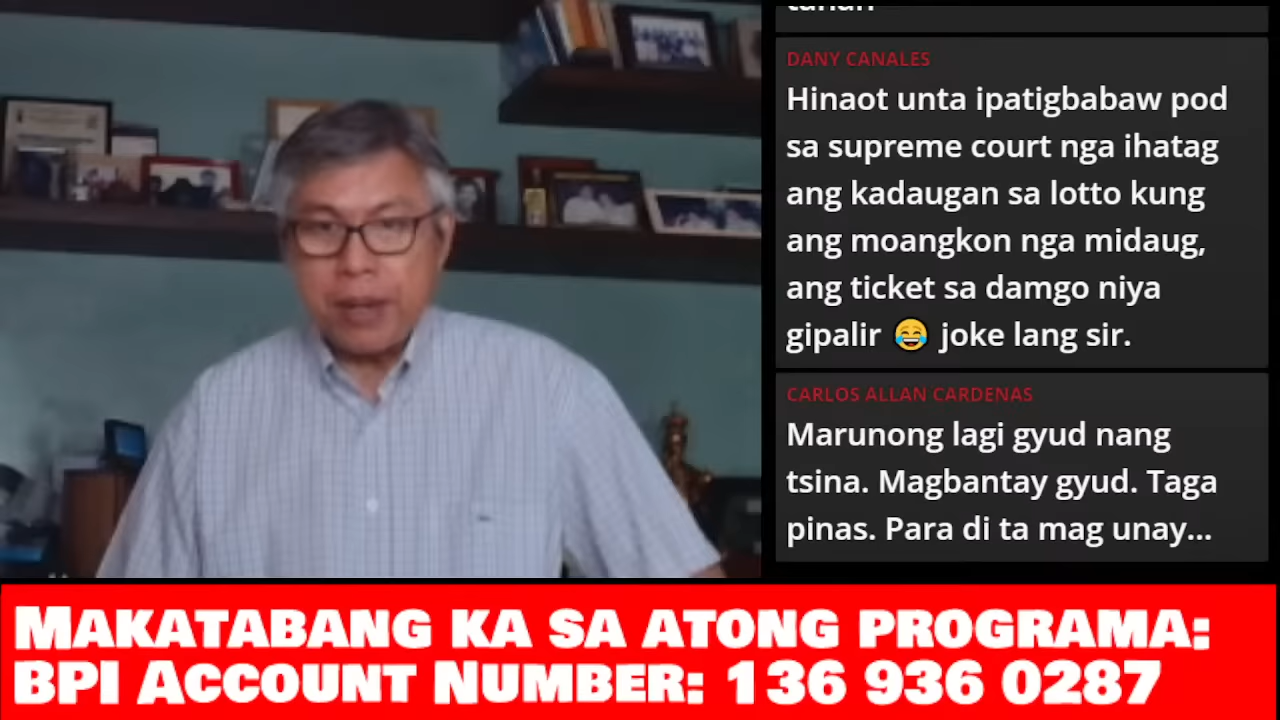 DANY CANALES
Hinaot unta ipatigbabaw pod
sa supreme court nga ihatag
ang kadaugan sa lotto kung
ang moangkon nga midaug,
ang ticket sa damgo niya
gipalir 😂 joke lang sir.
CARLOS ALLAN CARDENAS
Marunong lagi gyud nang
tsina. Magbantay gyud. Taga
pinas. Para di ta mag unay...
MAKATABANG KA SA ATONG PROGRAMA:
BPI ACCOUNT NUMBER: 136 936 0287